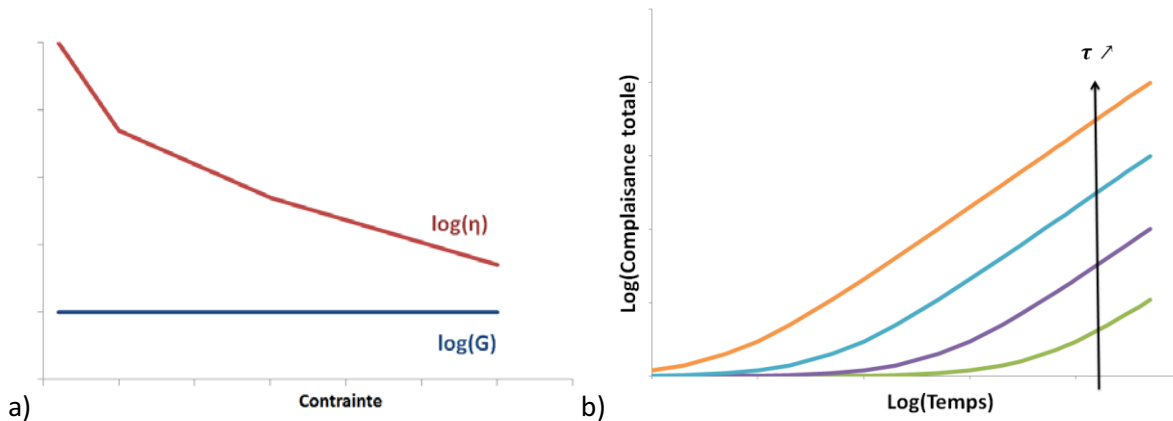 log(η)
log(G)
Contrainte
a)
τ ↗
Log(Complaisance totale)
Log(Temps)
b)